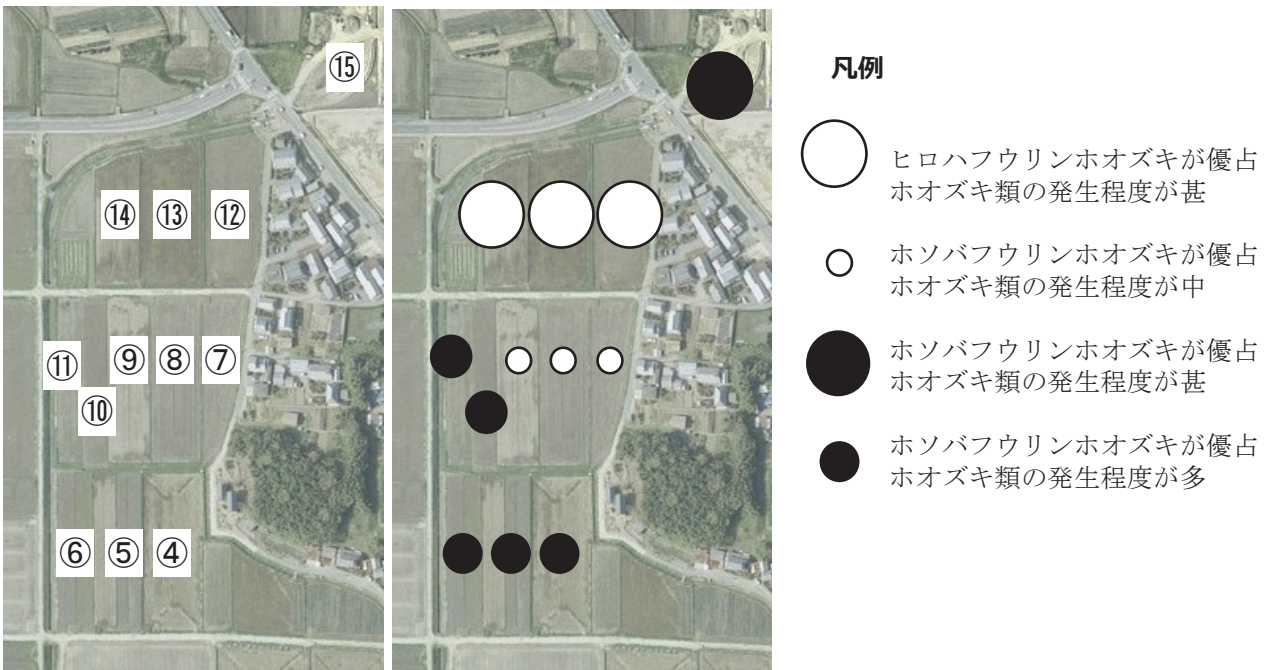 ⑮
⑭ ⑬ ⑫
⑪ ⑨ ⑧ ⑦
⑩
⑥ ⑤ ④
凡例
ヒロハフウリンホオズキが優占
ホオズキ類の発生程度が甚
ホソバフウリンホオズキが優占
ホオズキ類の発生程度が中
ホソバフウリンホオズキが優占
ホオズキ類の発生程度が甚
ホソバフウリンホオズキが優占
ホオズキ類の発生程度が多